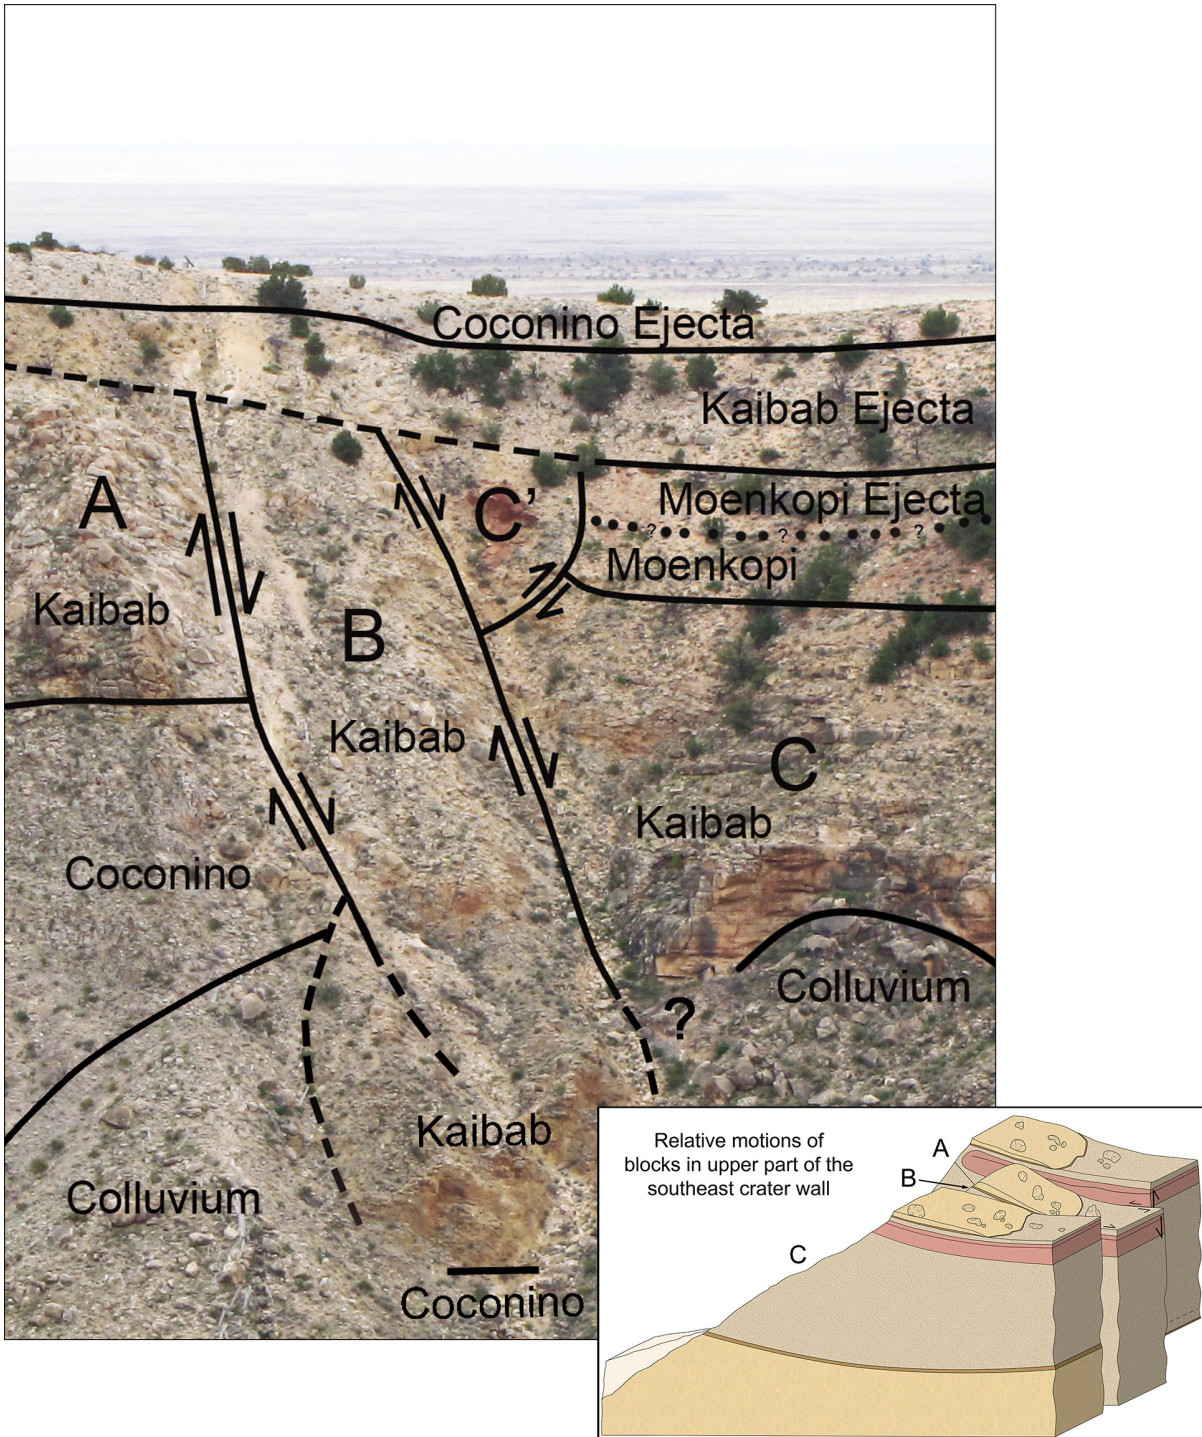 Coconino Ejecta
Kaibab Ejecta
Moenkopi Ejecta
A
C'
? ? ?
Moenkopi
Kaibab
B
Kaibab
C
Kaibab
Coconino
Colluvium
?
Kaibab
Colluvium
Coconino
Relative motions of
blocks in upper part of the
southeast crater wall
A
B
C